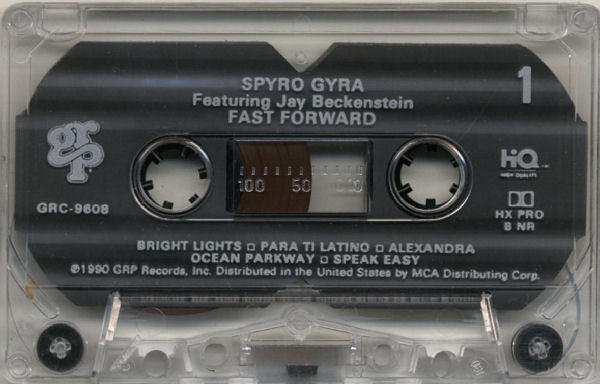 SPYRO GYRA
Featuring Jay Beckenstein
FAST FORWARD
1
grp
HQ
HIGH QUALITY
100 50 0
GRC-9608
HX PRO
B NR
BRIGHT LIGHTS □ PARA TI LATINO □ ALEXANDRA
OCEAN PARKWAY □ SPEAK EASY
℗1990 GRP Records, Inc. Distributed in the United States by MCA Distributing Corp.